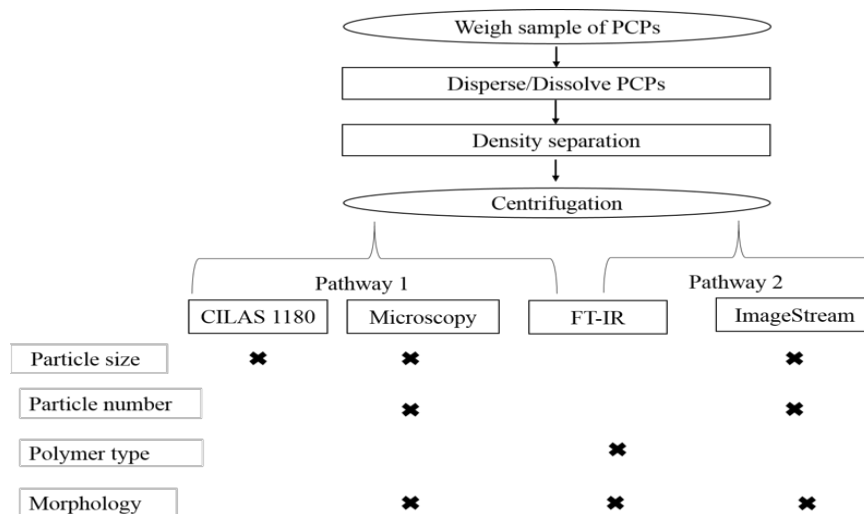 Weigh sample of PCPs
Disperse/Dissolve PCPs
Density separation
Centrifugation
Pathway 1
Pathway 2
CILAS 1180
Microscopy
FT-IR
ImageStream
Particle size
Particle number
Polymer type
Morphology